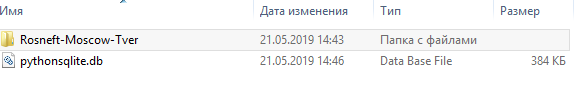 Имя Дата изменения Тип Размер
Rosneft-Moscow-Tver 21.05.2019 14:43 Папка с файлами
pythonsqlite.db 21.05.2019 14:46 Data Base File 384 КБ